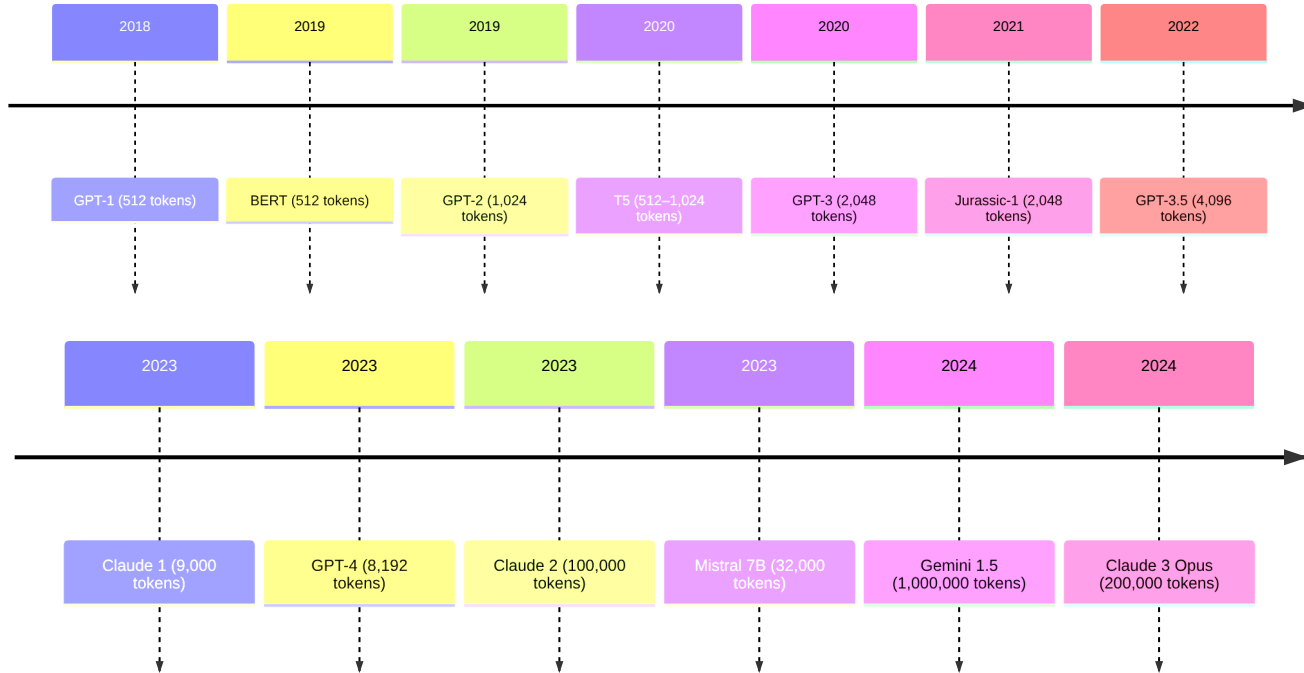 2018
2019
2019
2020
2020
2021
2022
GPT-1 (512 tokens)
BERT (512 tokens)
GPT-2 (1,024
tokens)
T5 (512–1,024
tokens)
GPT-3 (2,048
tokens)
Jurassic-1 (2,048
tokens)
GPT-3.5 (4,096
tokens)
2023
2023
2023
2023
2024
2024
Claude 1 (9,000
tokens)
GPT-4 (8,192
tokens)
Claude 2 (100,000
tokens)
Mistral 7B (32,000
tokens)
Gemini 1.5
(1,000,000 tokens)
Claude 3 Opus
(200,000 tokens)